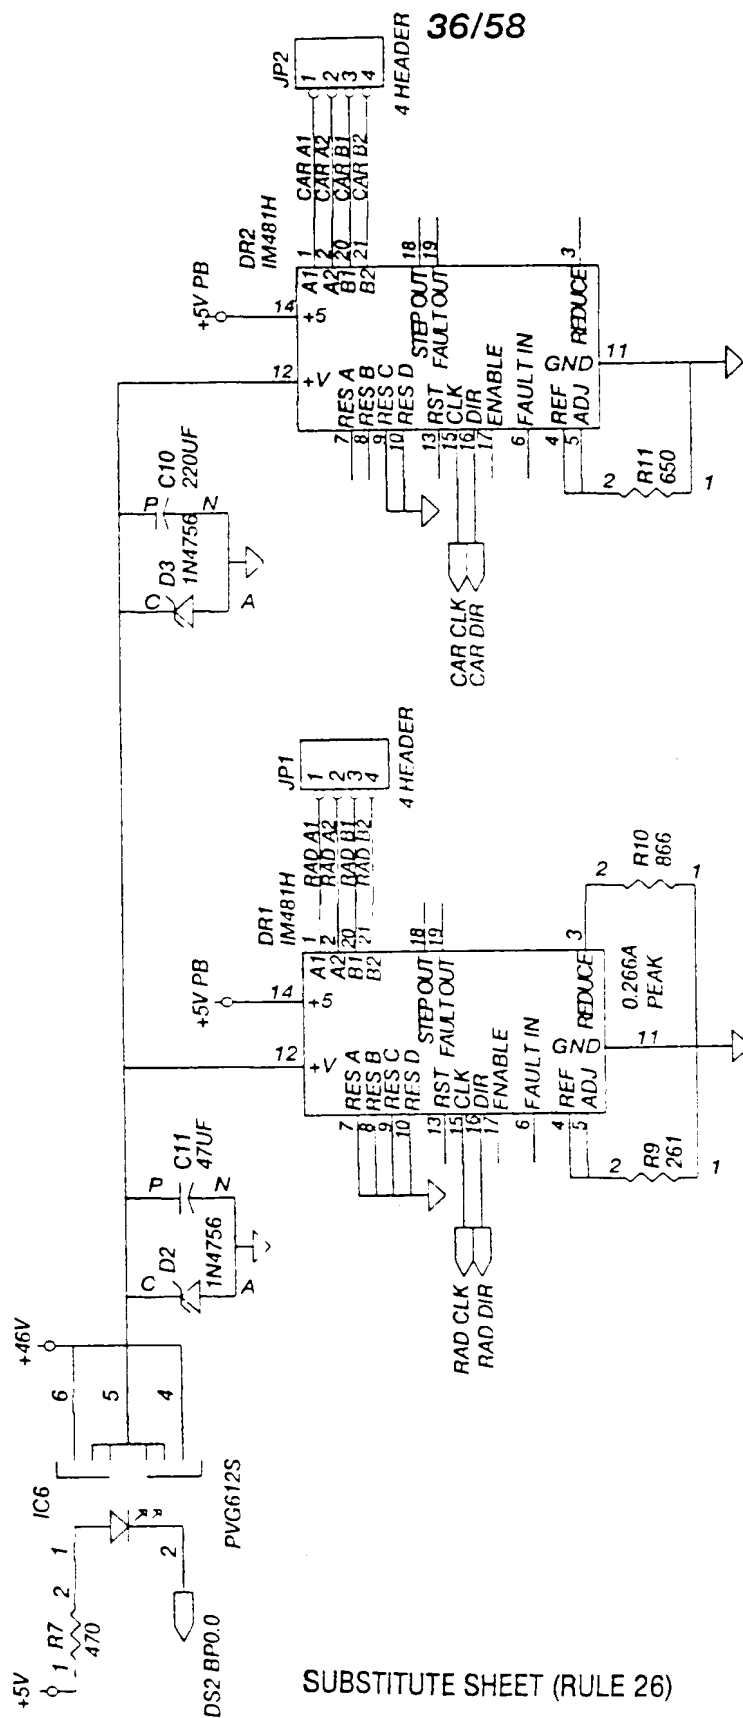 36/58
JP2
1
2
3
4
4 HEADER
CAR A1
CAR A2
CAR B1
CAR B2
DR2
IM481H
1
2
20
21
A1
A2
B1
B2
+5V PB
14
+5
12
+V
18
19
STEP OUT
FAULT OUT
3
REDUCE
7
8
9
10
RES A
RES B
RES C
RES D
13
15
16
17
RST
CLK
DIR
ENABLE
6
FAULT IN
4
5
REF
ADJ
GND
11
2
R11
650
1
CAR CLK
CAR DIR
P
N
C10
220UF
C
A
D3
1N4756
JP1
1
2
3
4
4 HEADER
RAD A1
RAD A2
RAD B1
RAD B2
DR1
IM481H
1
2
20
21
A1
A2
B1
B2
+5V PB
14
+5
12
+V
18
19
STEP OUT
FAULT OUT
3
REDUCE
2
R10
866
1
0.266A
PEAK
7
8
9
10
RES A
RES B
RES C
RES D
13
15
16
17
RST
CLK
DIR
ENABLE
6
FAULT IN
4
5
REF
ADJ
GND
11
2
R9
261
1
RAD CLK
RAD DIR
P
N
C11
47UF
C
A
D2
1N4756
+46V
6
5
4
IC6
PVG612S
1
2
+5V
1
R7
470
2
DS2 BP0.0
SUBSTITUTE SHEET (RULE 26)